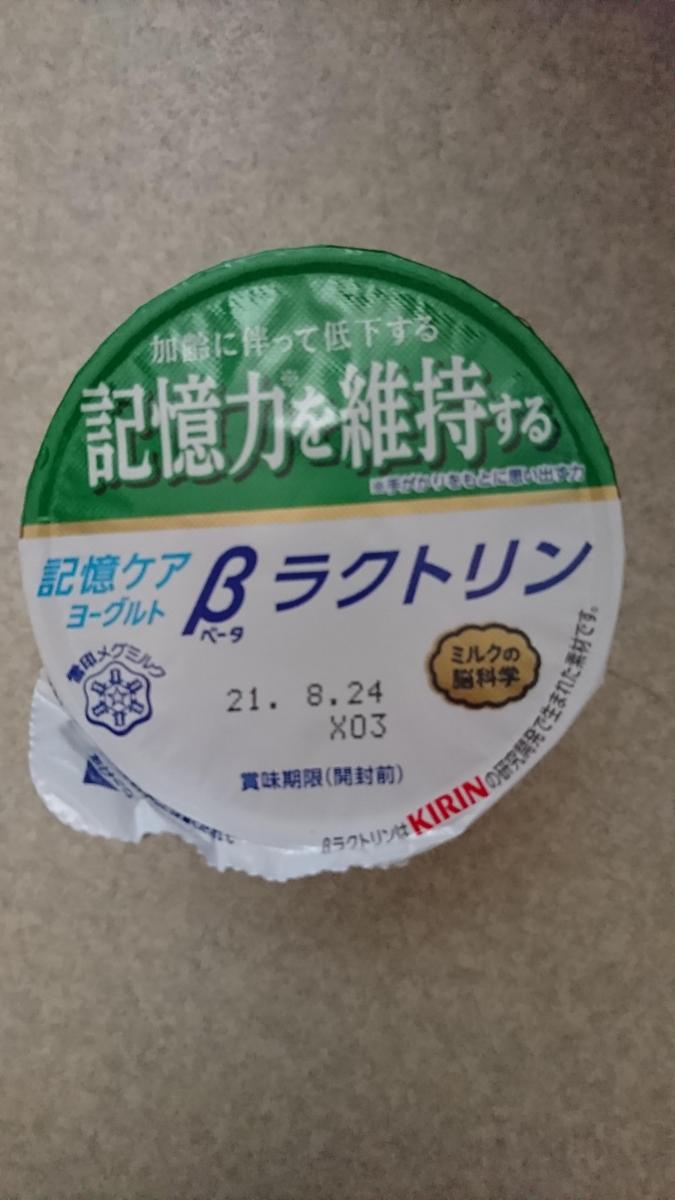 加齢に伴って低下する
記憶力※を維持する
※手がかりをもとに思い出す力
記憶ケア
ヨーグルト
βラクトリン
ベータ
雪印メグミルク
ミルクの
脳科学
21. 8.24
X03
賞味期限(開封前)
βラクトリンはKIRINの研究開発で生まれた素材です。